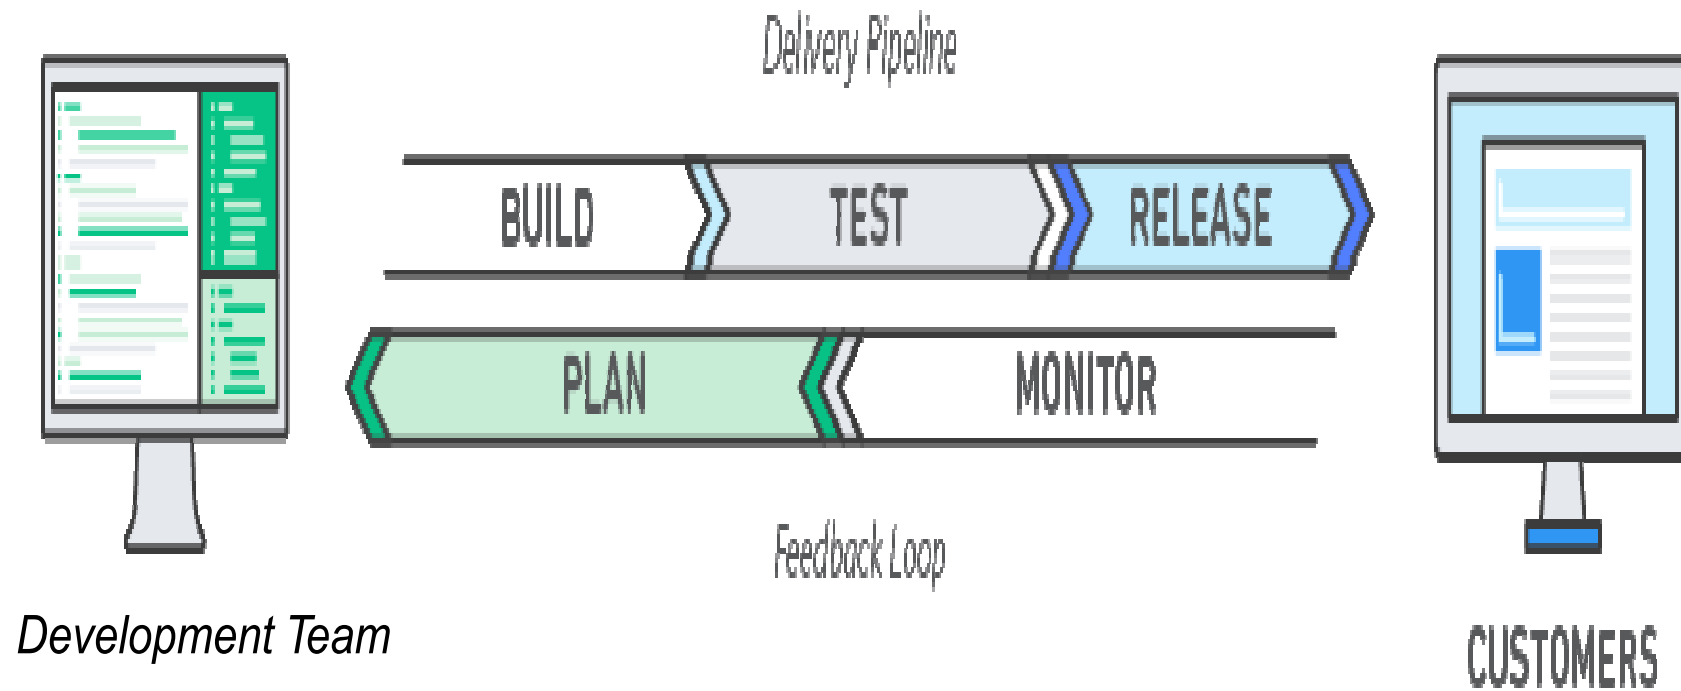 Delivery Pipeline
BUILD
TEST
RELEASE
PLAN
MONITOR
Feedback Loop
Development Team
CUSTOMERS